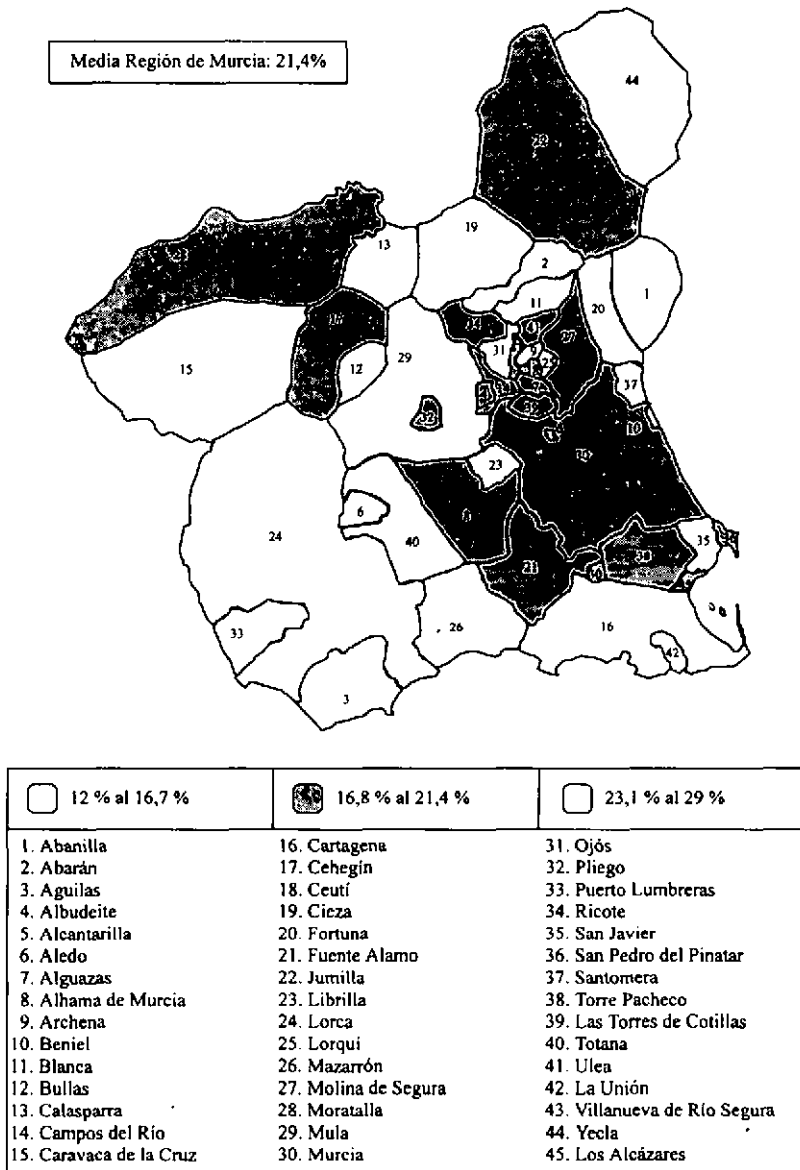 Media Región de Murcia: 21,4%
44
19
13
2
11
20
1
15
12
29
31
37
32
23
8
6
40
24
21
38
35
33
26
16
42
3
12 % al 16,7 %
16,8 % al 21,4 %
23,1 % al 29 %
1. Abanilla
2. Abarán
3. Aguilas
4. Albudeite
5. Alcantarilla
6. Aledo
7. Alguazas
8. Alhama de Murcia
9. Archena
10. Beniel
11. Blanca
12. Bullas
13. Calasparra
14. Campos del Río
15. Caravaca de la Cruz
16. Cartagena
17. Cehegín
18. Ceutí
19. Cieza
20. Fortuna
21. Fuente Alamo
22. Jumilla
23. Librilla
24. Lorca
25. Lorqui
26. Mazarrón
27. Molina de Segura
28. Moratalla
29. Mula
30. Murcia
31. Ojós
32. Pliego
33. Puerto Lumbreras
34. Ricote
35. San Javier
36. San Pedro del Pinatar
37. Santomera
38. Torre Pacheco
39. Las Torres de Cotillas
40. Totana
41. Ulea
42. La Unión
43. Villanueva de Río Segura
44. Yecla
45. Los Alcázares